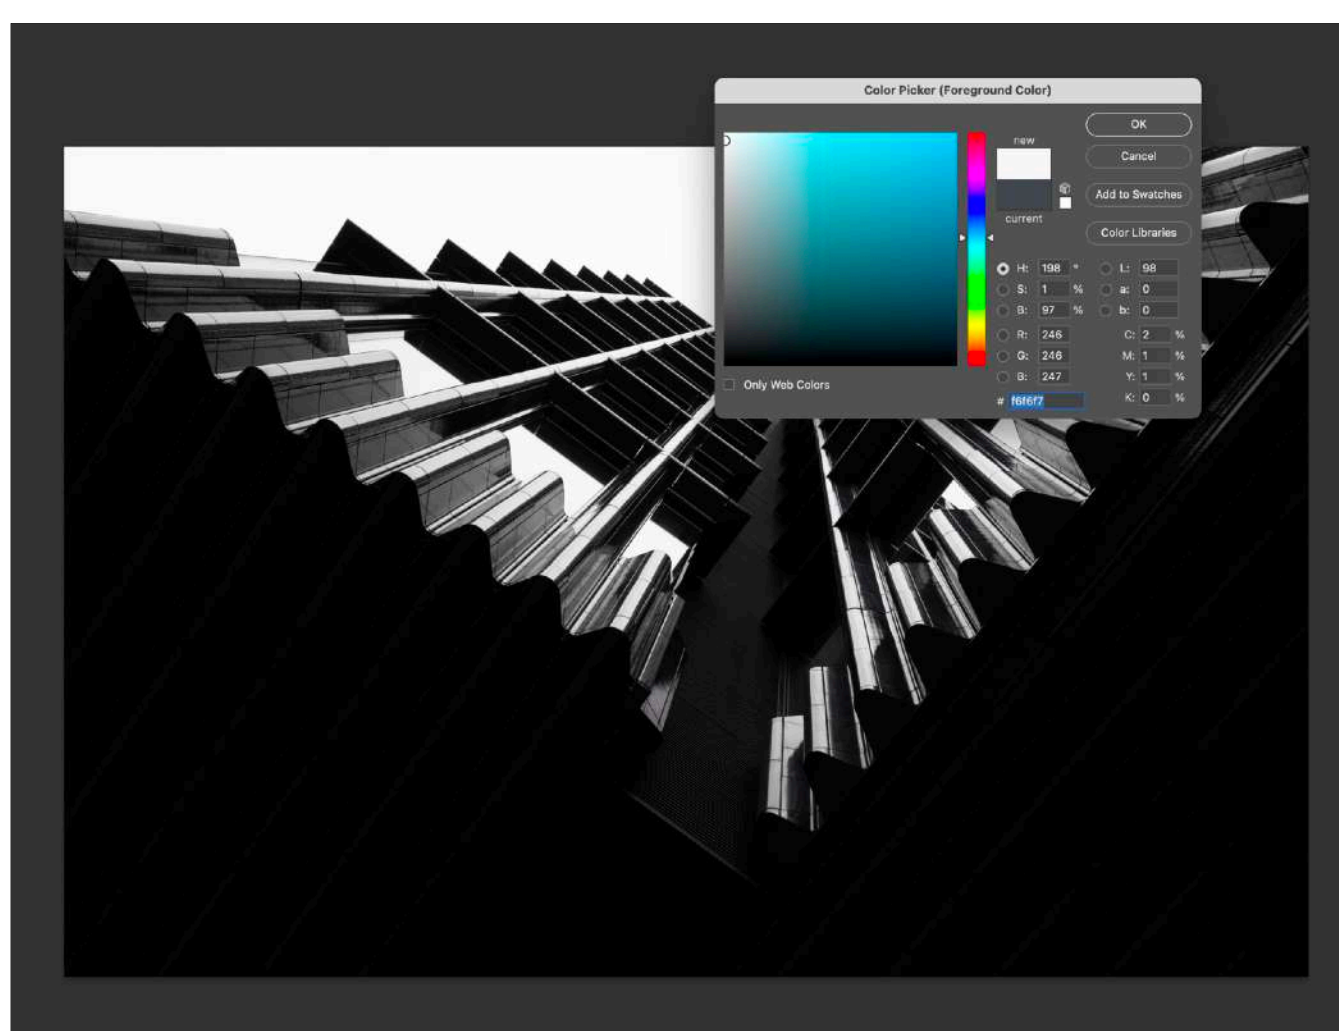 Color Picker (Foreground Color)
new
current
OK
Cancel
Add to Swatches
Color Libraries
H: 198 °
S: 1 %
B: 97 %
R: 246
G: 246
B: 247
# f6f6f7
L: 98
a: 0
b: 0
C: 2 %
M: 1 %
Y: 1 %
K: 0 %
Only Web Colors